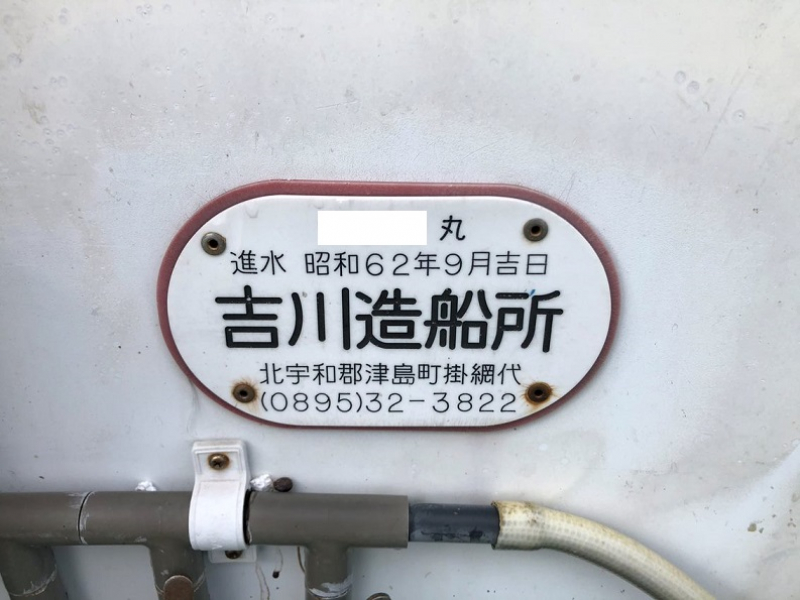 丸
進水 昭和62年9月吉日
吉川造船所
北宇和郡津島町掛網代
(0895)32-3822